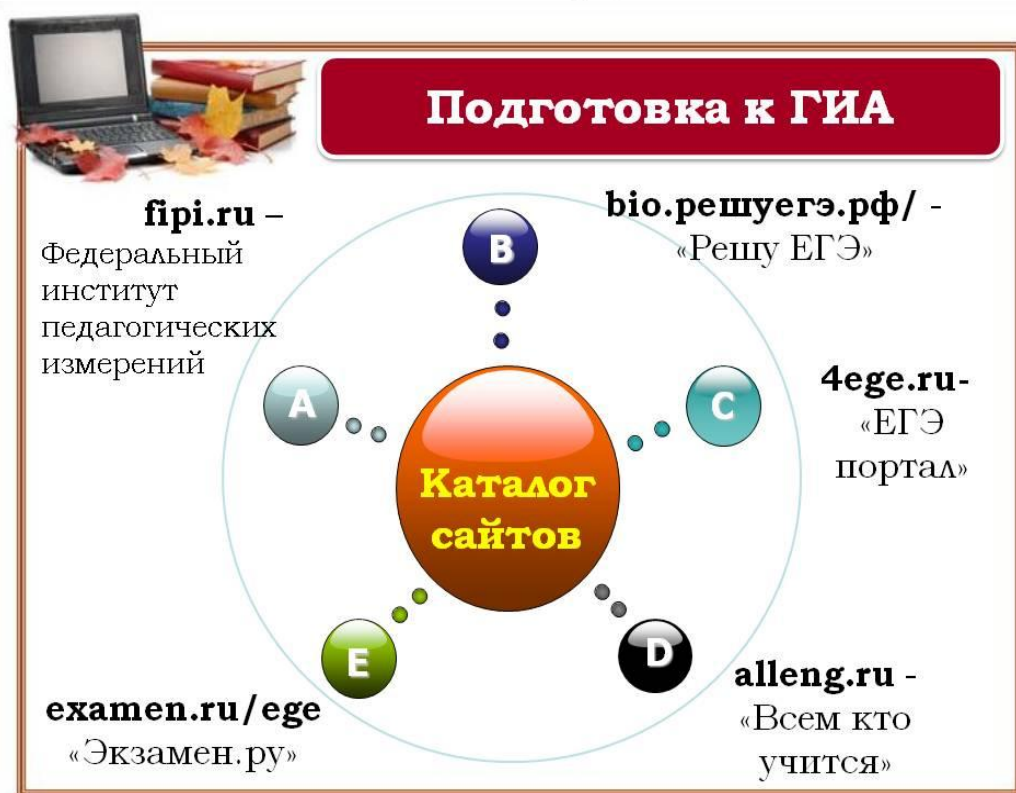 Подготовка к ГИА
fipi.ru –
Федеральный
институт
педагогических
измерений
A
B
bio.решуегэ.рф/ -
«Решу ЕГЭ»
C
4ege.ru-
«ЕГЭ
портал»
Каталог
сайтов
E
examen.ru/ege
«Экзамен.ру»
D
alleng.ru -
«Всем кто
учится»